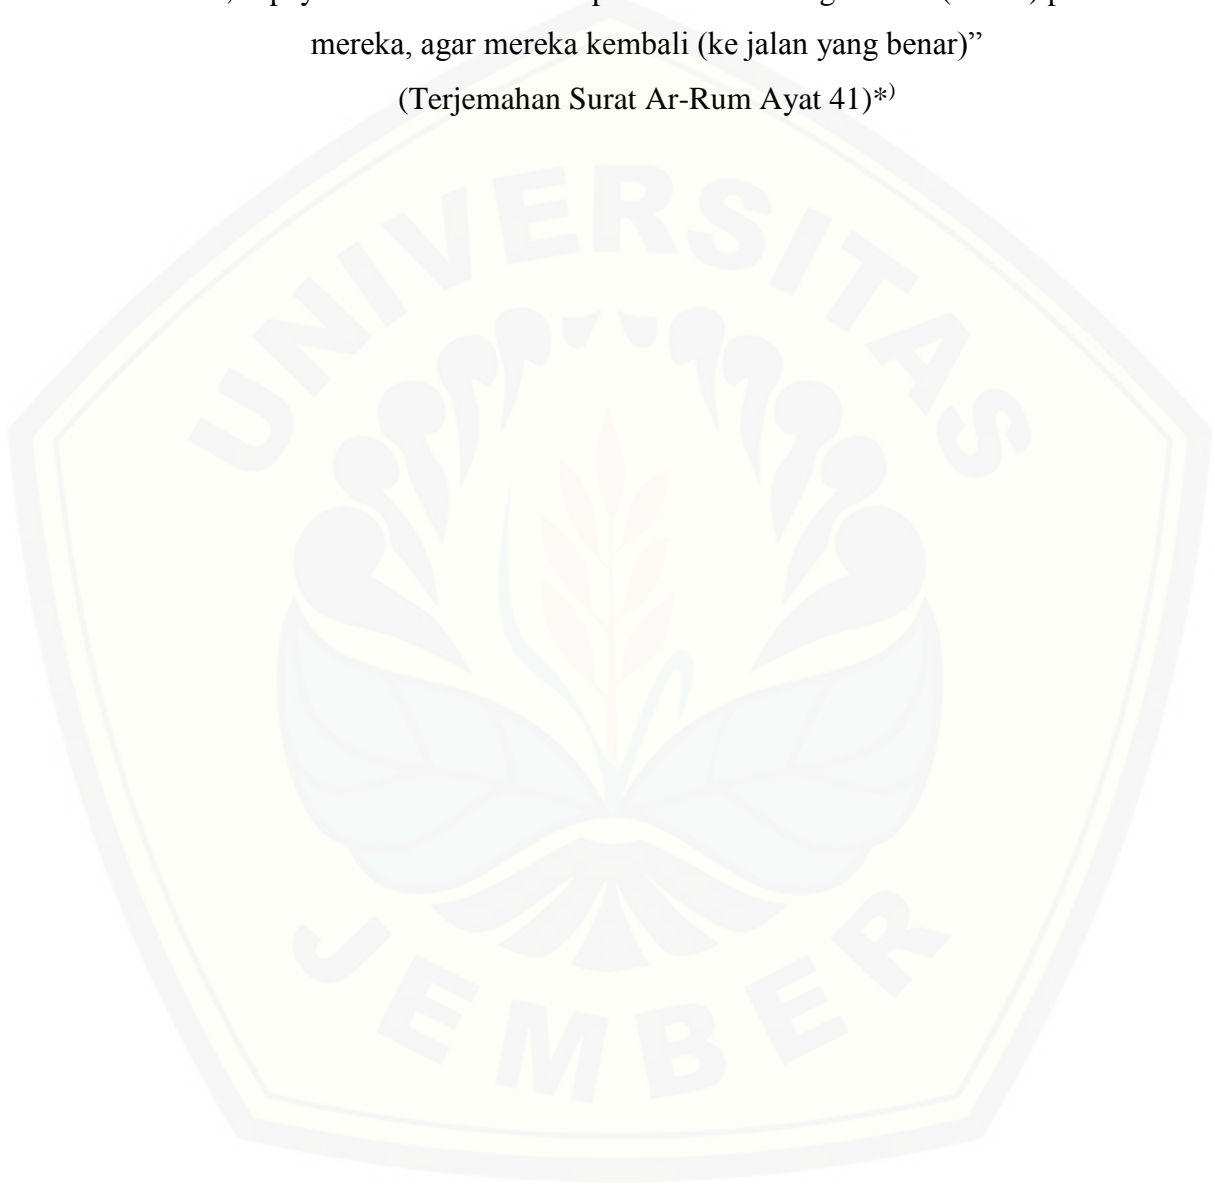 mereka, agar mereka kembali (ke jalan yang benar)”
(Terjemahan Surat Ar-Rum Ayat 41)*)
UNIVERSITAS
JEMBER